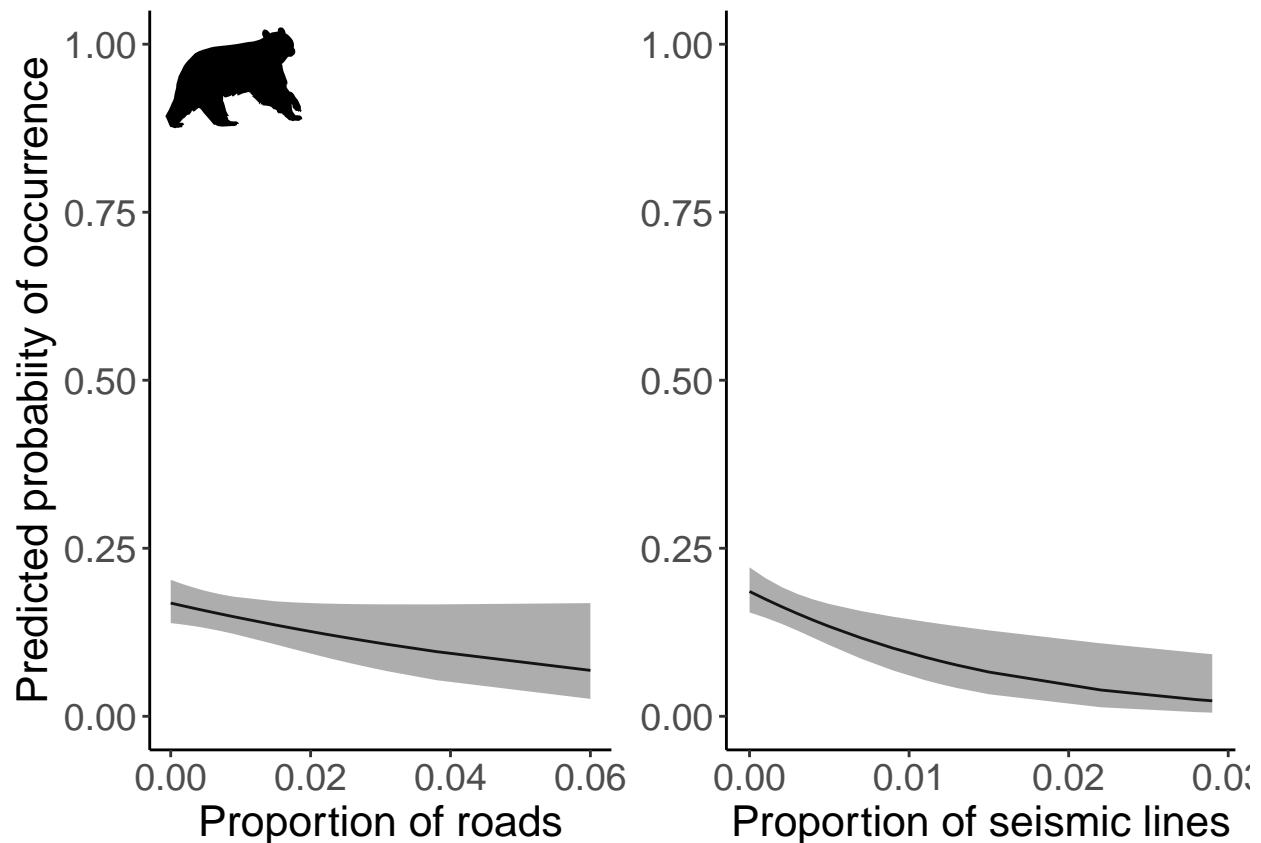 Predicted probabiity of occurrence
1.00
0.75
0.50
0.25
0.00
0.00 0.02 0.04 0.06
Proportion of roads
1.00
0.75
0.50
0.25
0.00
0.00 0.01 0.02
Proportion of seismic lines